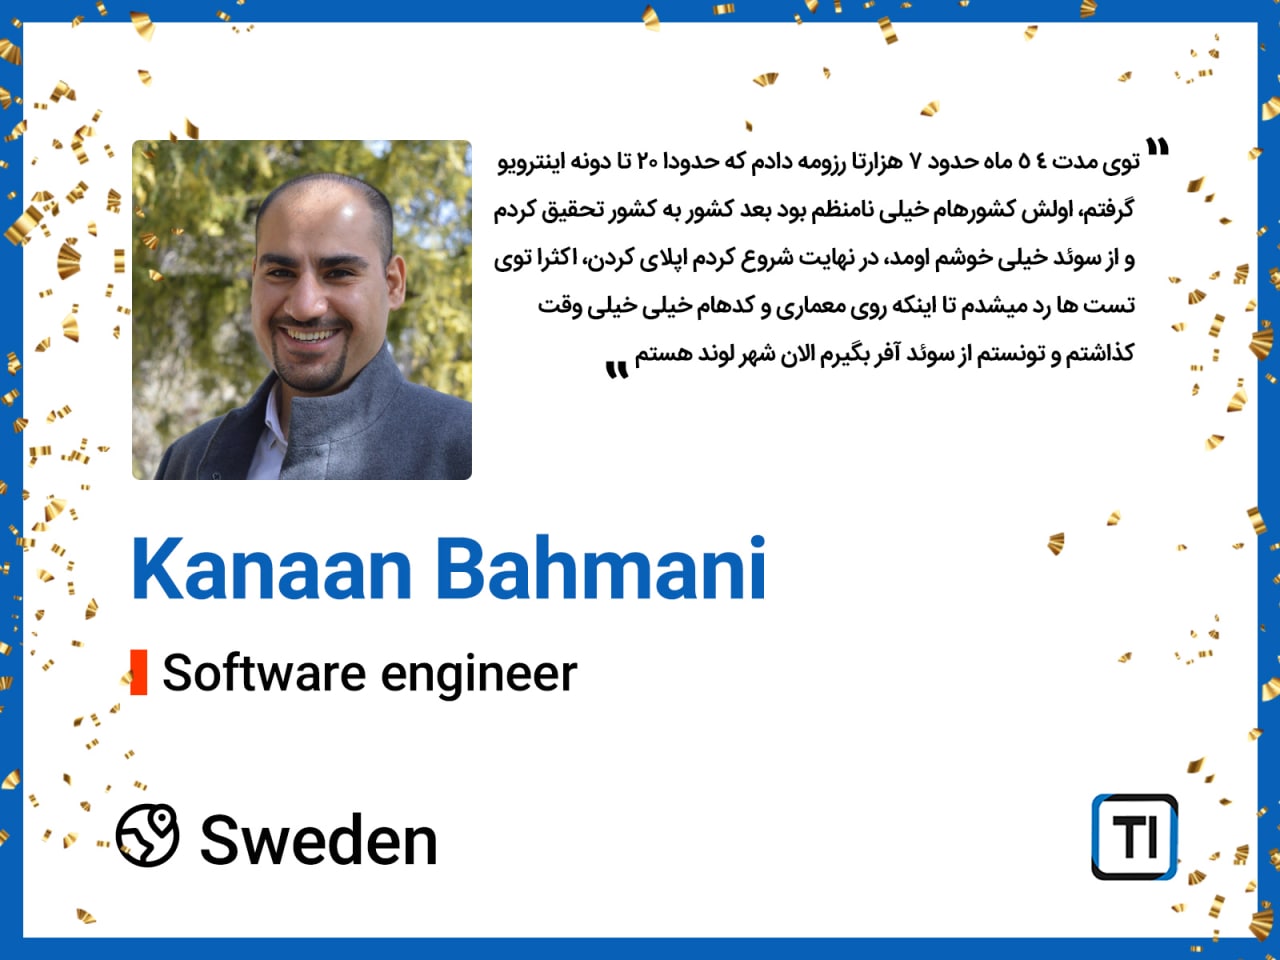 "توی مدت ٤ ٥ ماه حدود ۷ هزارتا رزومه دادم که حدودا ۲۰ تا دونه اینترویو
گرفتم، اولش کشورهام خیلی نامنظم بود بعد کشور به کشور تحقیق کردم
و از سوئد خیلی خوشم اومد، در نهایت شروع کردم اپلای کردن، اکثرا توی
تست ها رد میشدم تا اینکه روی معماری و کدهام خیلی خیلی وقت
کذاشتم و تونستم از سوئد آفر بگیرم الان شهر لوند هستم"
Kanaan Bahmani
Software engineer
Sweden
TI